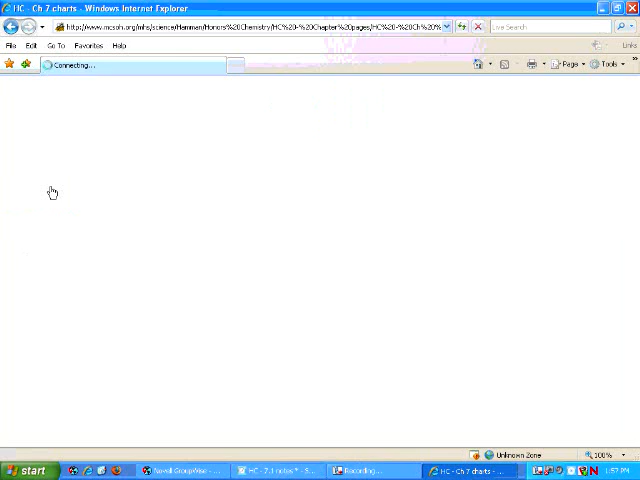 HC - Ch 7 charts - Windows Internet Explorer
http://www.mcsoh.org/mhs/science/Hamman/Honors%20Chemistry/HC%20-%20Chapter%20pages/HC%20-%20Ch%20%
Live Search
File Edit Go To Favorites Help
Links
Connecting...
Page Tools
Unknown Zone
100%
start
Novell GroupWise - ...
HC - 7.1 notes * - S...
Recording...
HC - Ch 7 charts - ...
1:57 PM